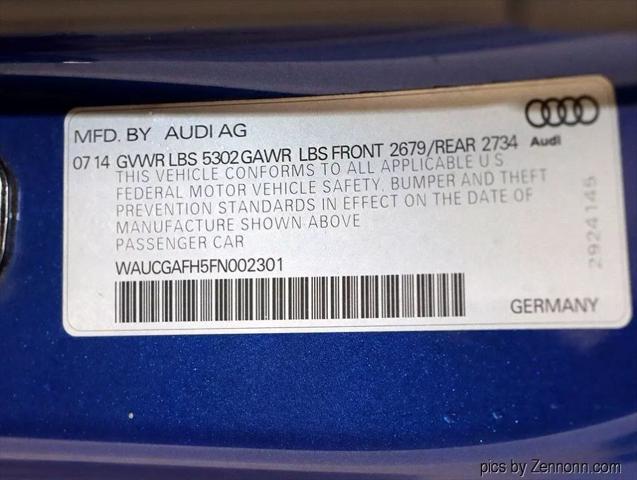 MFD. BY AUDI AG
Audi
07 14 GVWR LBS 5302 GAWR LBS FRONT 2679/REAR 2734
THIS VEHICLE CONFORMS TO ALL APPLICABLE U S
FEDERAL MOTOR VEHICLE SAFETY, BUMPER AND THEFT
PREVENTION STANDARDS IN EFFECT ON THE DATE OF
MANUFACTURE SHOWN ABOVE
PASSENGER CAR
2924145
WAUCGAFH5FN002301
GERMANY
pics by Zennonn.com